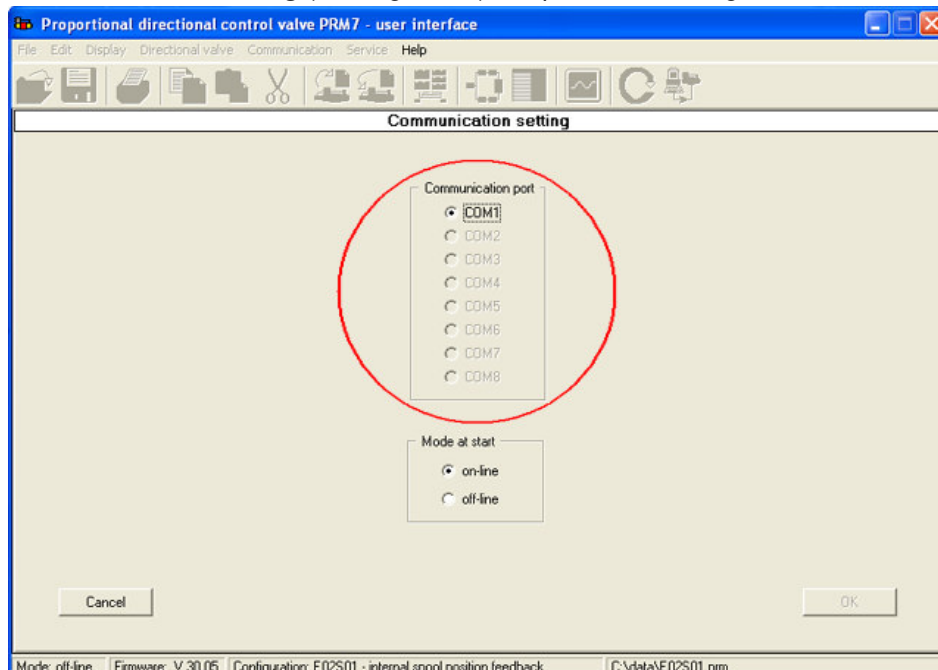 Proportional directional control valve PRM7 - user interface
File Edit Display Directional valve Communication Service Help
Communication setting
Communication port
COM1
COM2
COM3
COM4
COM5
COM6
COM7
COM8
Mode at start
on-line
off-line
Cancel OK
Mode: off-line Firmware: V 30.05 Configuration: E02S01 - internal spool position feedback C:\data\E02S01.prm